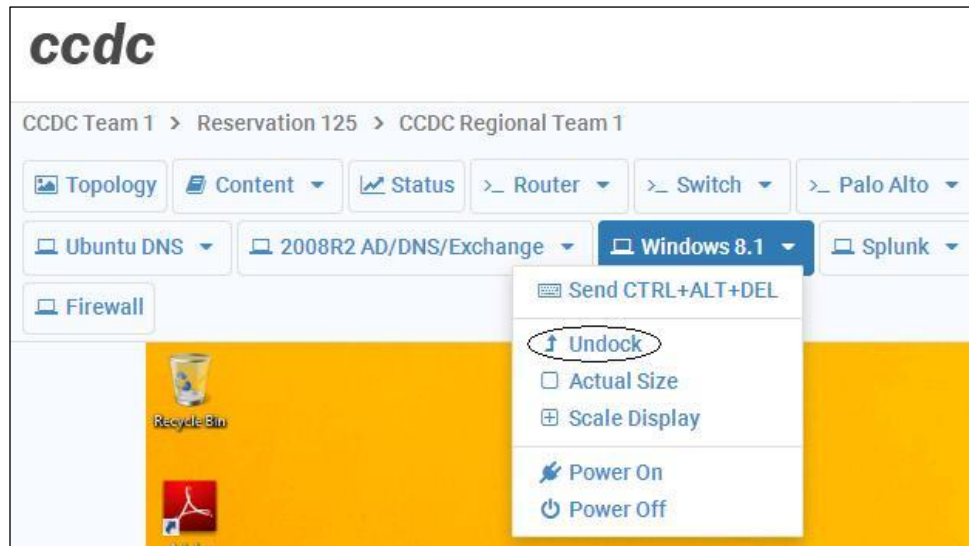 ccdc
CCDC Team 1 > Reservation 125 > CCDC Regional Team 1
Topology Content Status >_ Router >_ Switch >_ Palo Alto
Ubuntu DNS 2008R2 AD/DNS/Exchange Windows 8.1 Splunk
Firewall
Send CTRL+ALT+DEL
Undock
Actual Size
Scale Display
Power On
Power Off
Recycle Bin